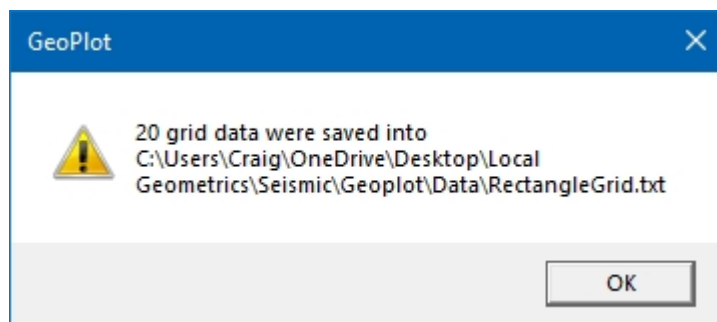 GeoPlot
20 grid data were saved into
C:\Users\Craig\OneDrive\Desktop\Local
Geometrics\Seismic\Geoplot\Data\RectangleGrid.txt
OK